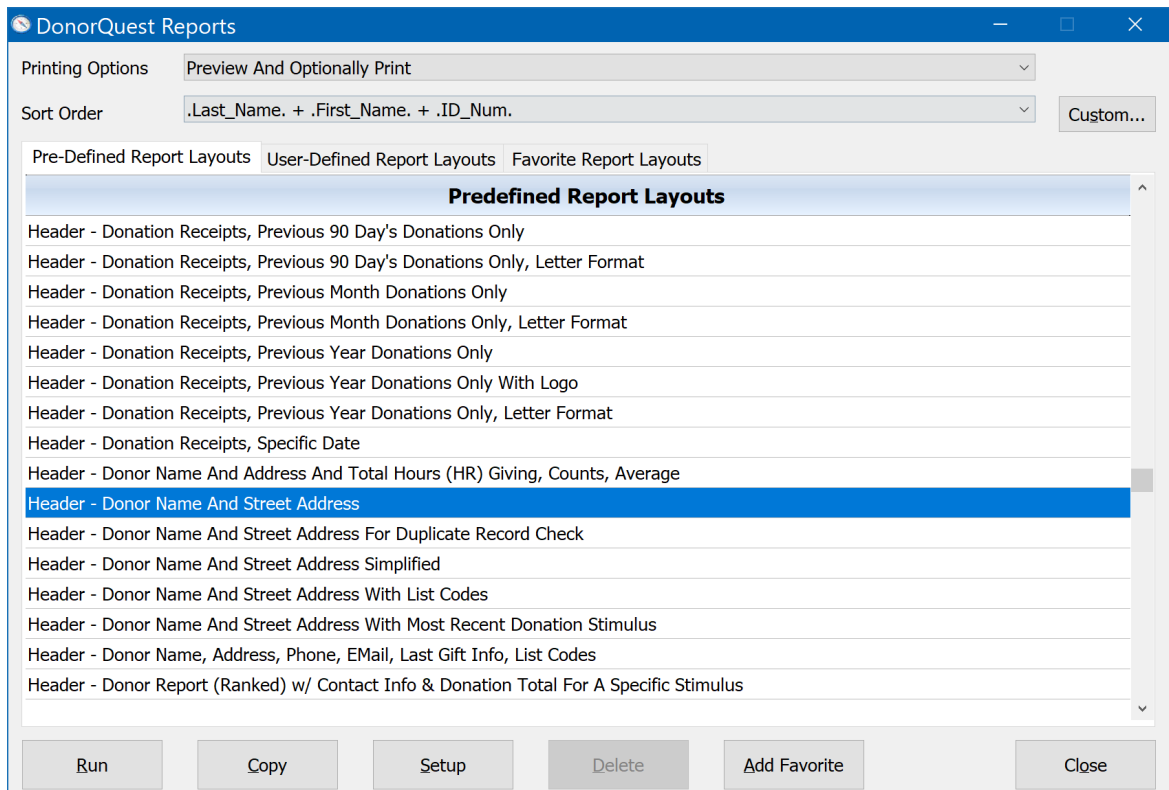 DonorQuest Reports
Printing Options Preview And Optionally Print
Sort Order .Last_Name. + .First_Name. + .ID_Num. Custom...
Pre-Defined Report Layouts User-Defined Report Layouts Favorite Report Layouts
Predefined Report Layouts
Header - Donation Receipts, Previous 90 Day's Donations Only
Header - Donation Receipts, Previous 90 Day's Donations Only, Letter Format
Header - Donation Receipts, Previous Month Donations Only
Header - Donation Receipts, Previous Month Donations Only, Letter Format
Header - Donation Receipts, Previous Year Donations Only
Header - Donation Receipts, Previous Year Donations Only With Logo
Header - Donation Receipts, Previous Year Donations Only, Letter Format
Header - Donation Receipts, Specific Date
Header - Donor Name And Address And Total Hours (HR) Giving, Counts, Average
Header - Donor Name And Street Address
Header - Donor Name And Street Address For Duplicate Record Check
Header - Donor Name And Street Address Simplified
Header - Donor Name And Street Address With List Codes
Header - Donor Name And Street Address With Most Recent Donation Stimulus
Header - Donor Name, Address, Phone, EMail, Last Gift Info, List Codes
Header - Donor Report (Ranked) w/ Contact Info & Donation Total For A Specific Stimulus
Run Copy Setup Delete Add Favorite Close